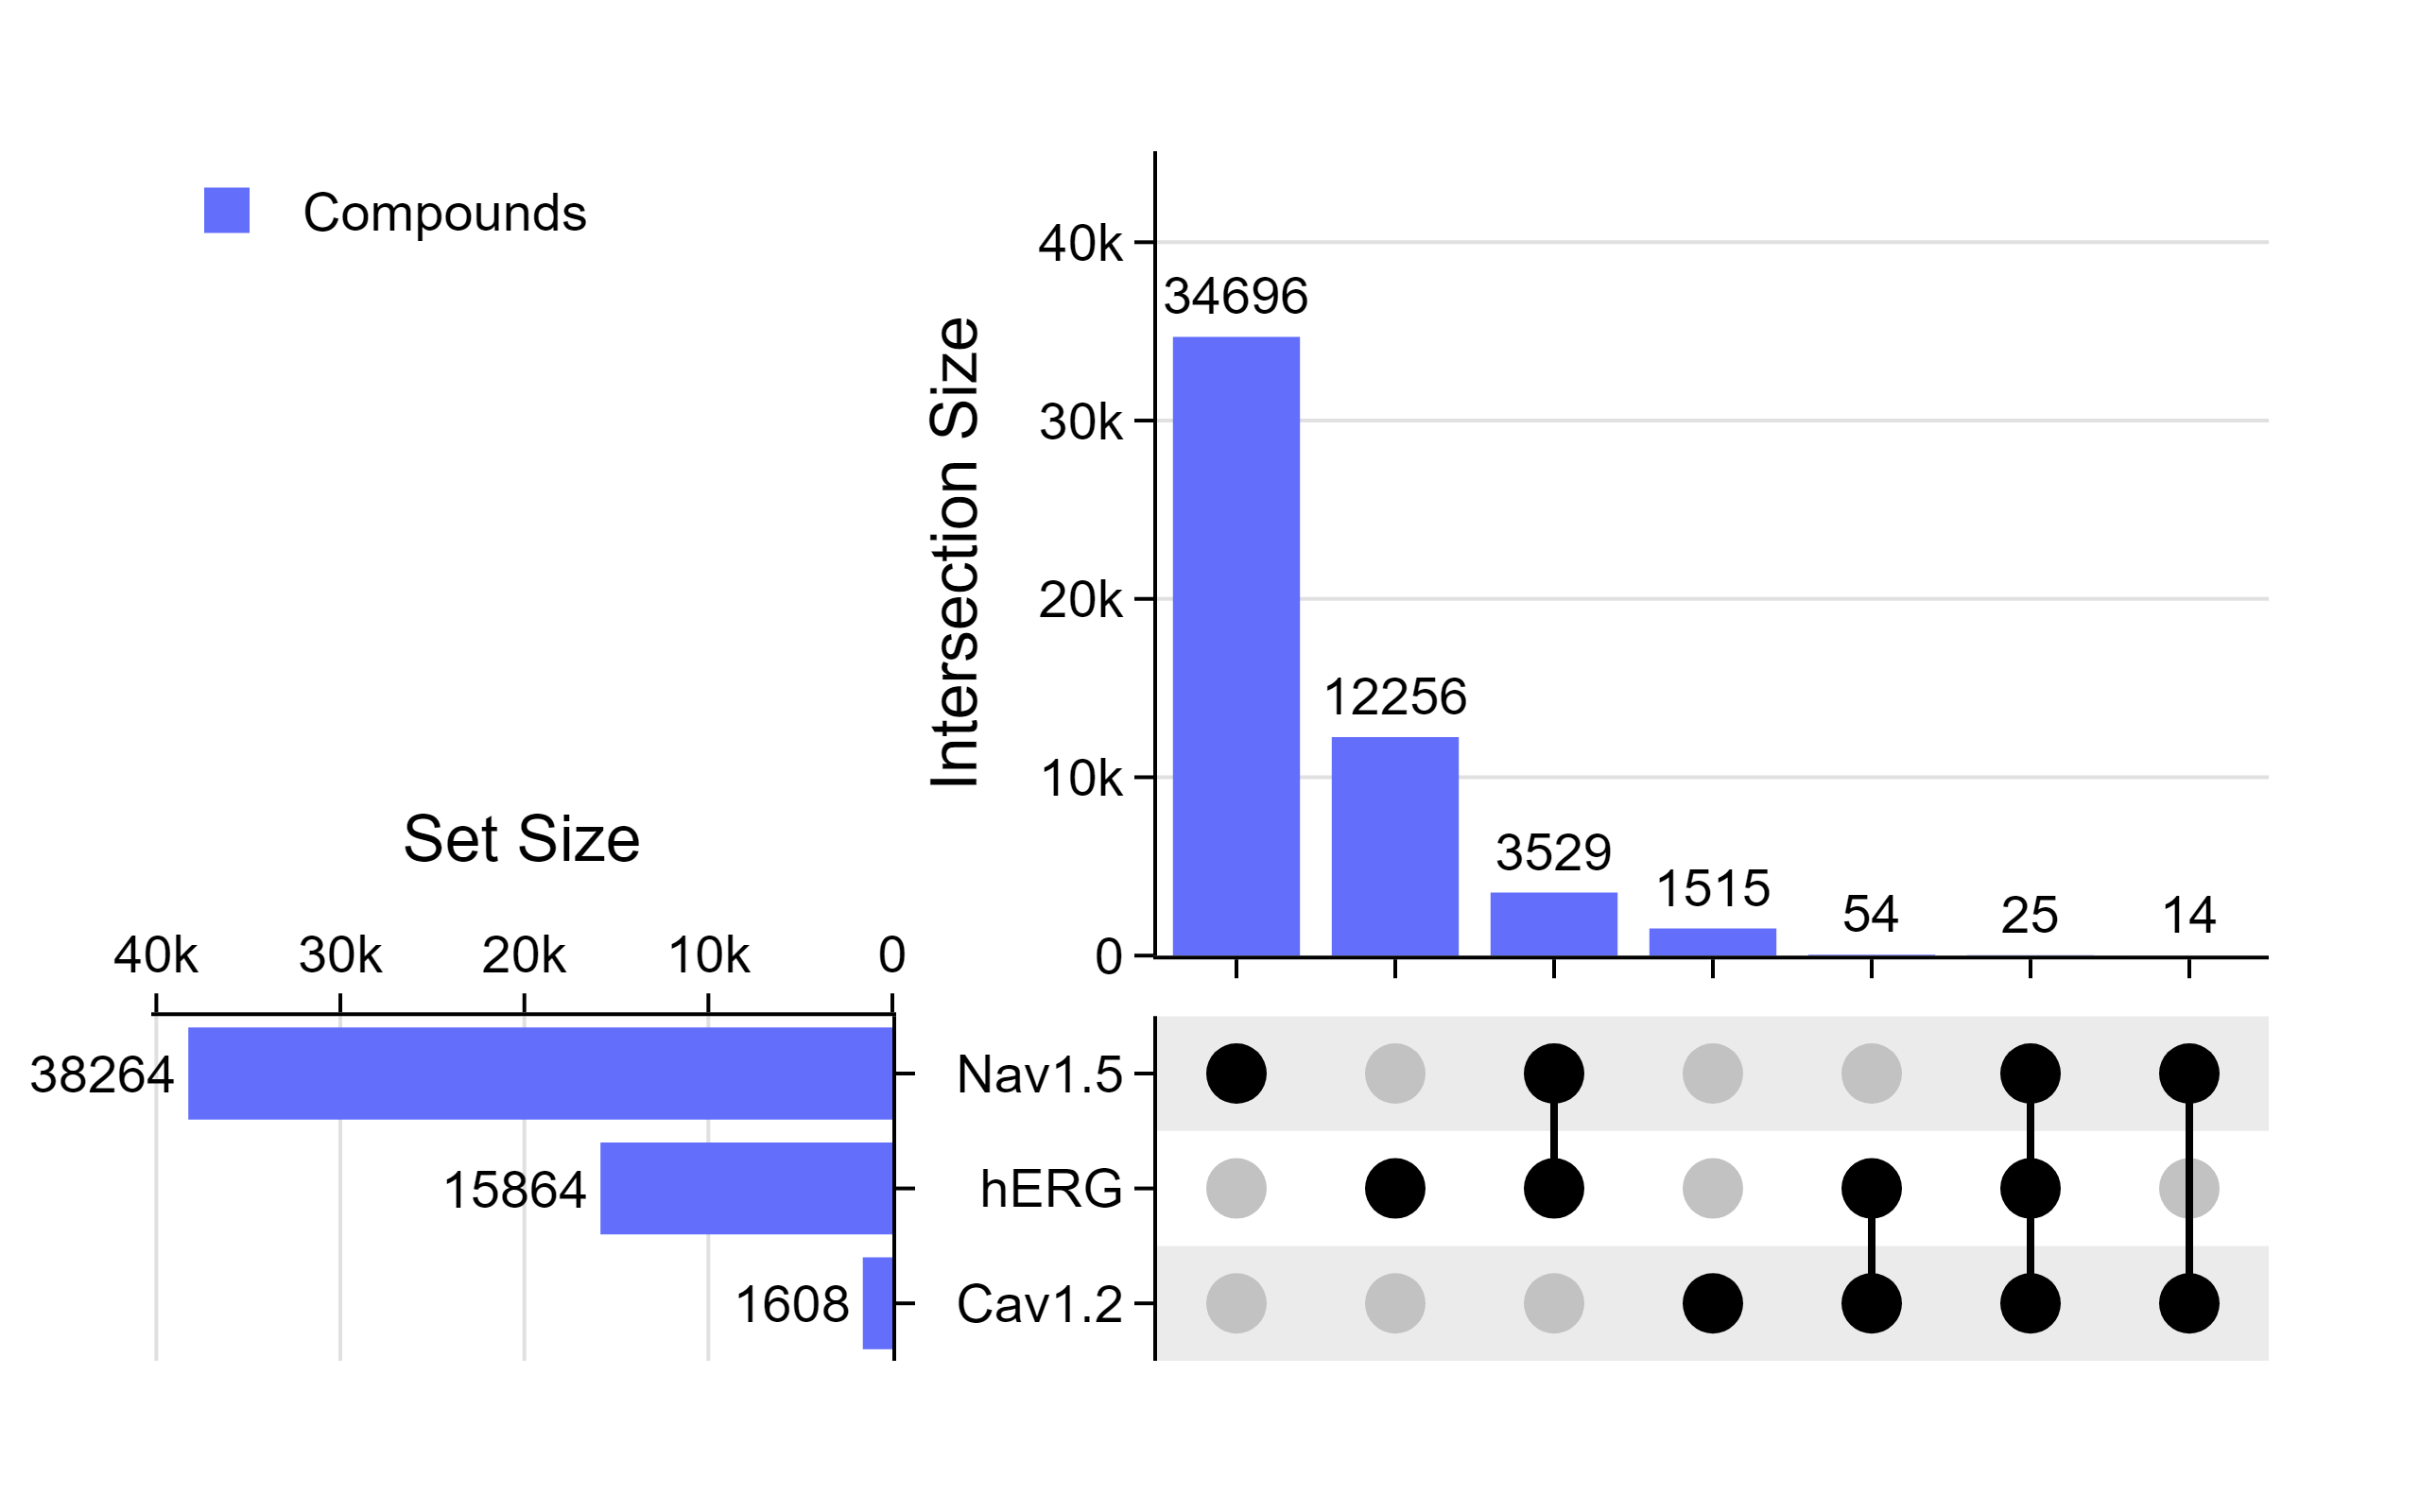 Compounds
Intersection Size
40k
30k
20k
10k
0
34696
12256
3529
1515
54
25
14
Set Size
40k 30k 20k 10k 0
38264
15864
1608
Nav1.5
hERG
Cav1.2